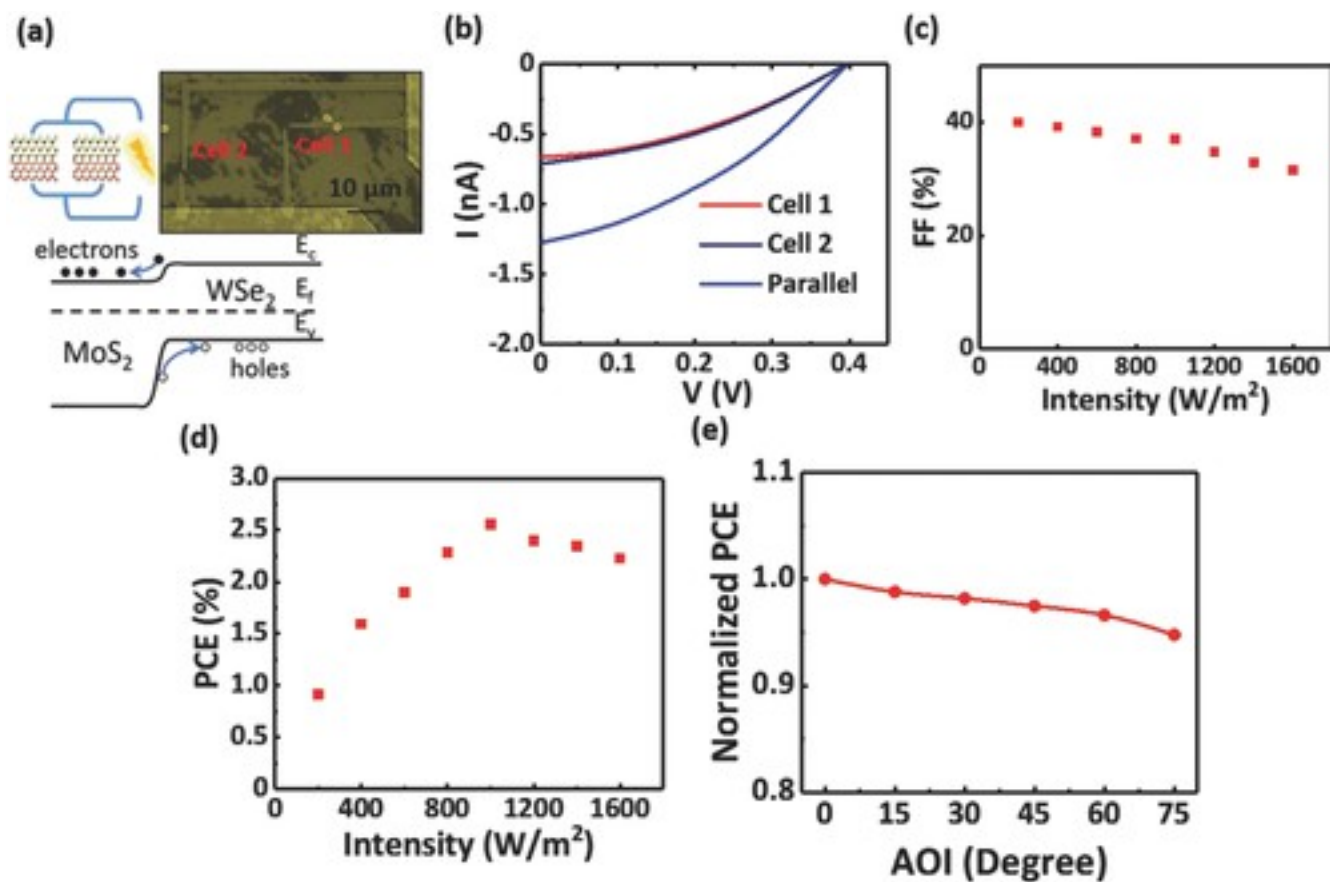 (a)
Cell 2
Cell 1
10 μm
electrons
E_c
WSe₂
E_f
E_v
MoS₂
holes
(b)
0
-0.5
-1.0
-1.5
-2.0
I (nA)
Cell 1
Cell 2
Parallel
0 0.1 0.2 0.3 0.4
V (V)
(c)
40
20
0
FF (%)
0 400 800 1200 1600
Intensity (W/m²)
(d)
3.0
2.5
2.0
1.5
1.0
0.5
0
PCE (%)
0 400 800 1200 1600
Intensity (W/m²)
(e)
1.1
1.0
0.9
0.8
Normalized PCE
0 15 30 45 60 75
AOI (Degree)